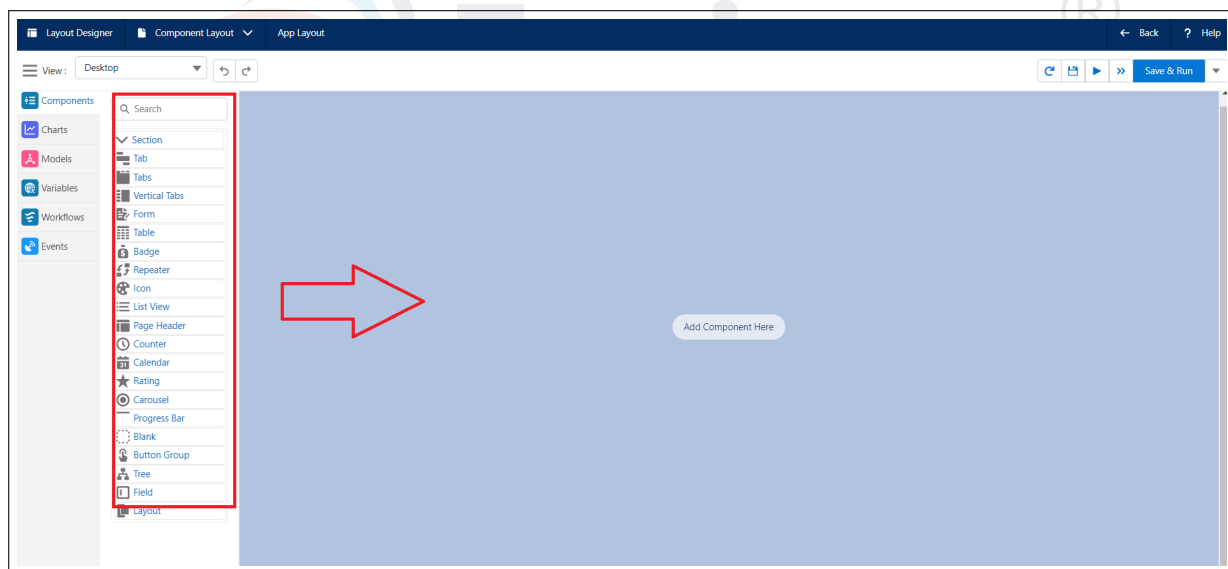 Layout Designer
Component Layout
App Layout
Back
? Help
View :
Desktop
Save & Run
Components
Charts
Models
Variables
Workflows
Events
Search
Section
Tab
Tabs
Vertical Tabs
Form
Table
Badge
Repeater
Icon
List View
Page Header
Counter
Calendar
Rating
Carousel
Progress Bar
Blank
Button Group
Tree
Field
Layout
Add Component Here